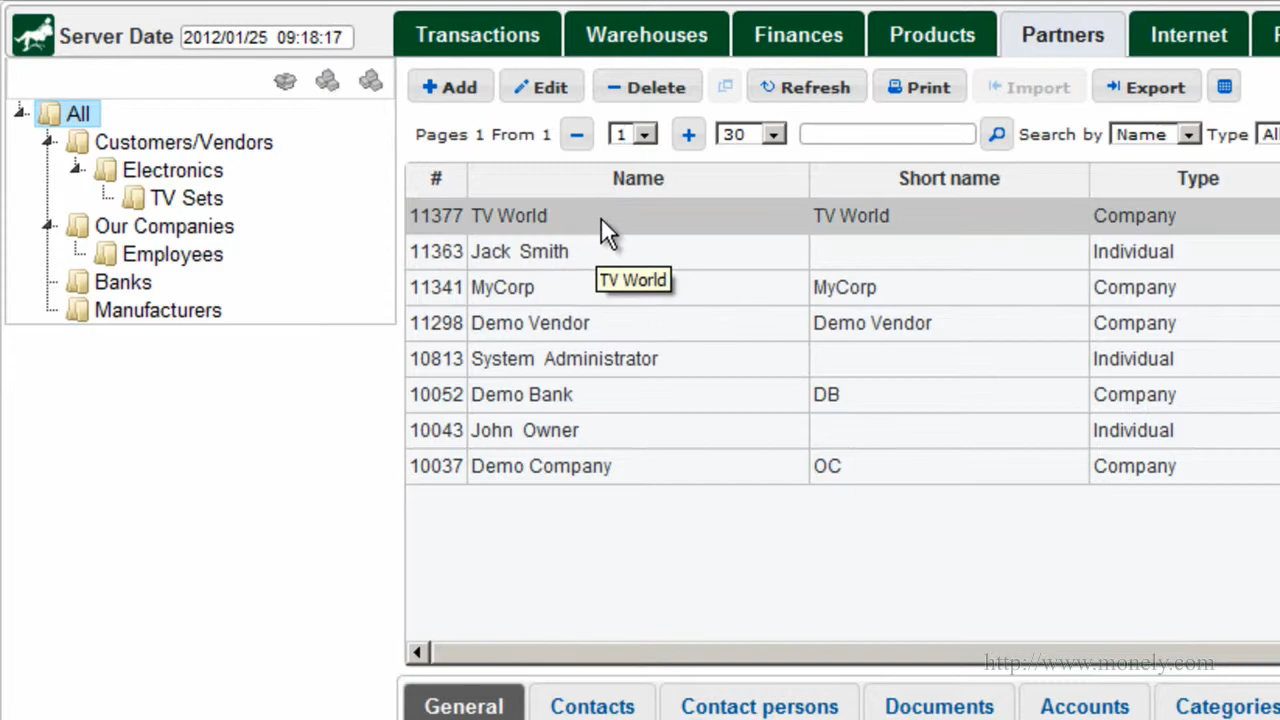 Server Date 2012/01/25 09:18:17
Transactions Warehouses Finances Products Partners Internet
Add Edit Delete Refresh Print Import Export
Pages 1 From 1 1 30 Search by Name Type
All
Customers/Vendors
Electronics
TV Sets
Our Companies
Employees
Banks
Manufacturers
# Name Short name Type
11377 TV World TV World Company
11363 Jack Smith Individual
TV World
11341 MyCorp MyCorp Company
11298 Demo Vendor Demo Vendor Company
10813 System Administrator Individual
10052 Demo Bank DB Company
10043 John Owner Individual
10037 Demo Company OC Company
http://www.monely.com
General Contacts Contact persons Documents Accounts Categories